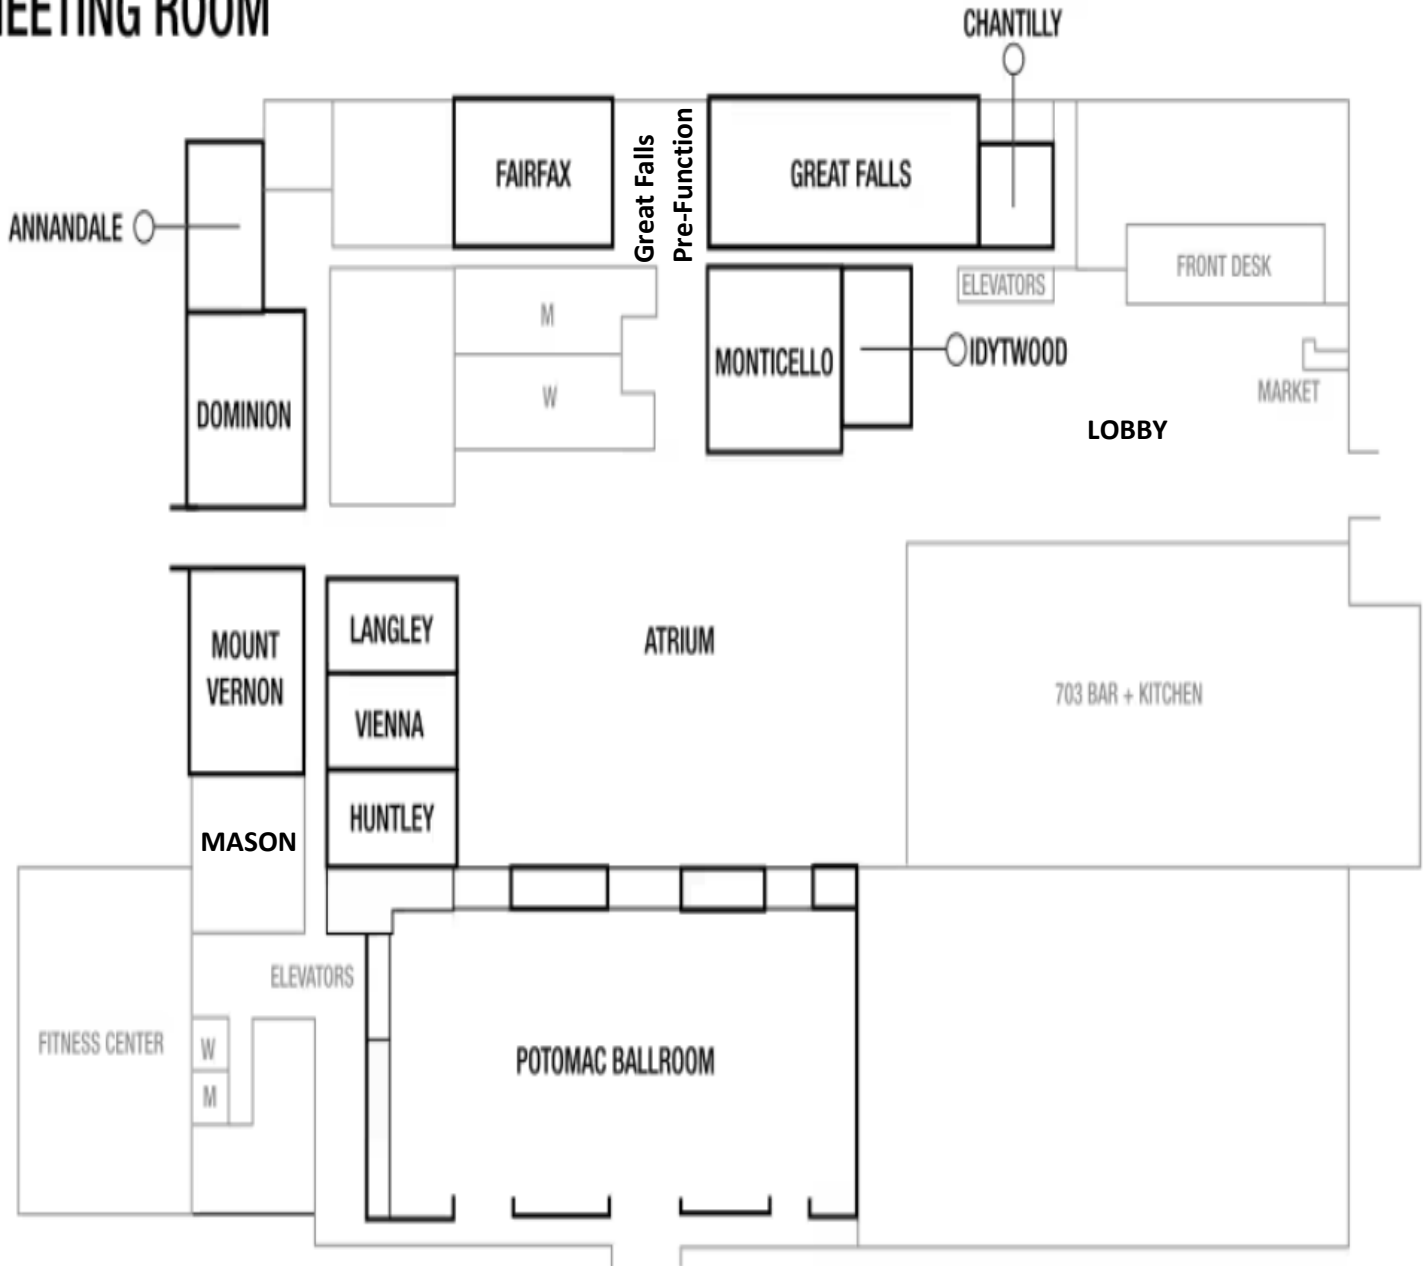 MEETING ROOM
CHANTILLY
FAIRFAX
Great Falls
Pre-Function
GREAT FALLS
ANNANDALE
FRONT DESK
ELEVATORS
M
MONTICELLO
IDYTWOOD
W
MARKET
DOMINION
LOBBY
MOUNT
VERNON
LANGLEY
ATRIUM
VIENNA
703 BAR + KITCHEN
HUNTLEY
MASON
ELEVATORS
FITNESS CENTER
W
M
POTOMAC BALLROOM